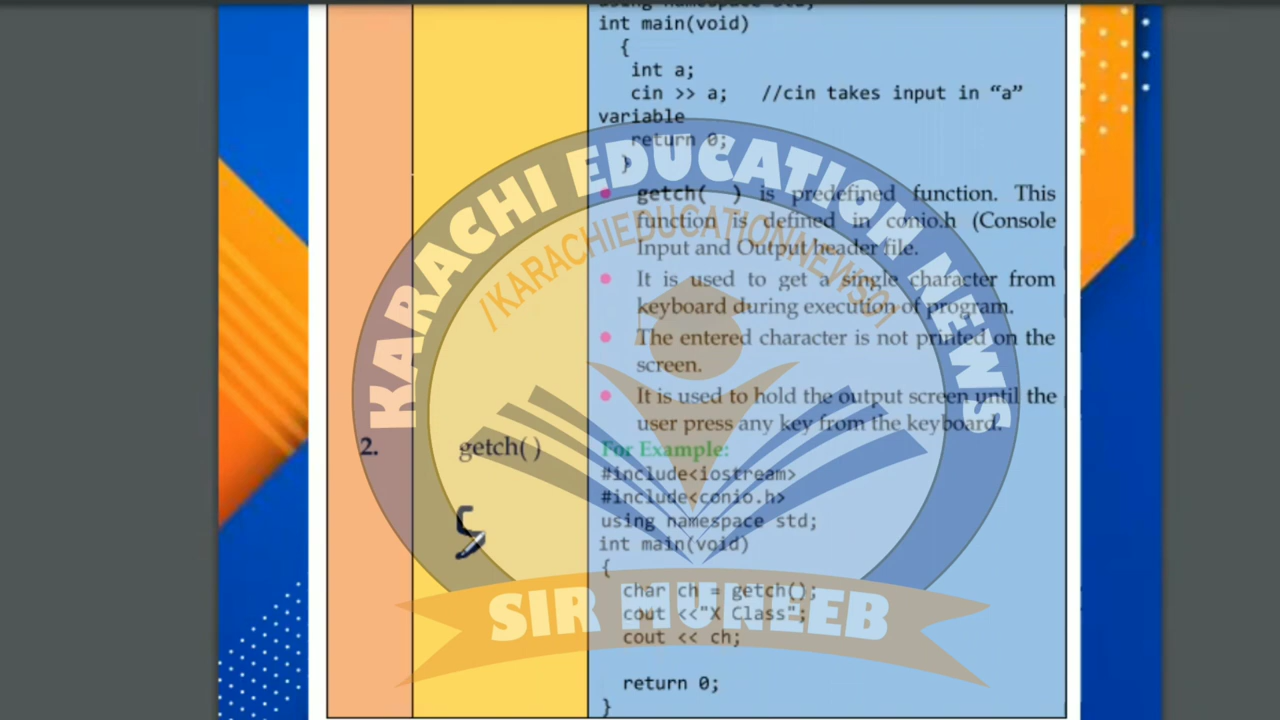 using namespace std;
int main(void)
{
int a;
cin >> a; //cin takes input in “a”
variable
return 0;
}
getch( ) is predefined function. This
function is defined in conio.h (Console
Input and Output header file.
It is used to get a single character from
keyboard during execution of program.
The entered character is not printed on the
screen.
It is used to hold the output screen until the
user press any key from the keyboard.
2. getch( )
For Example:
#include<iostream>
#include<conio.h>
using namespace std;
int main(void)
{
char ch = getch();
cout <<"X Class";
cout << ch;
return 0;
}
KARACHI EDUCATION NEWS
/KARACHIEDUCATIONNEWS01
SIR MUNEEB